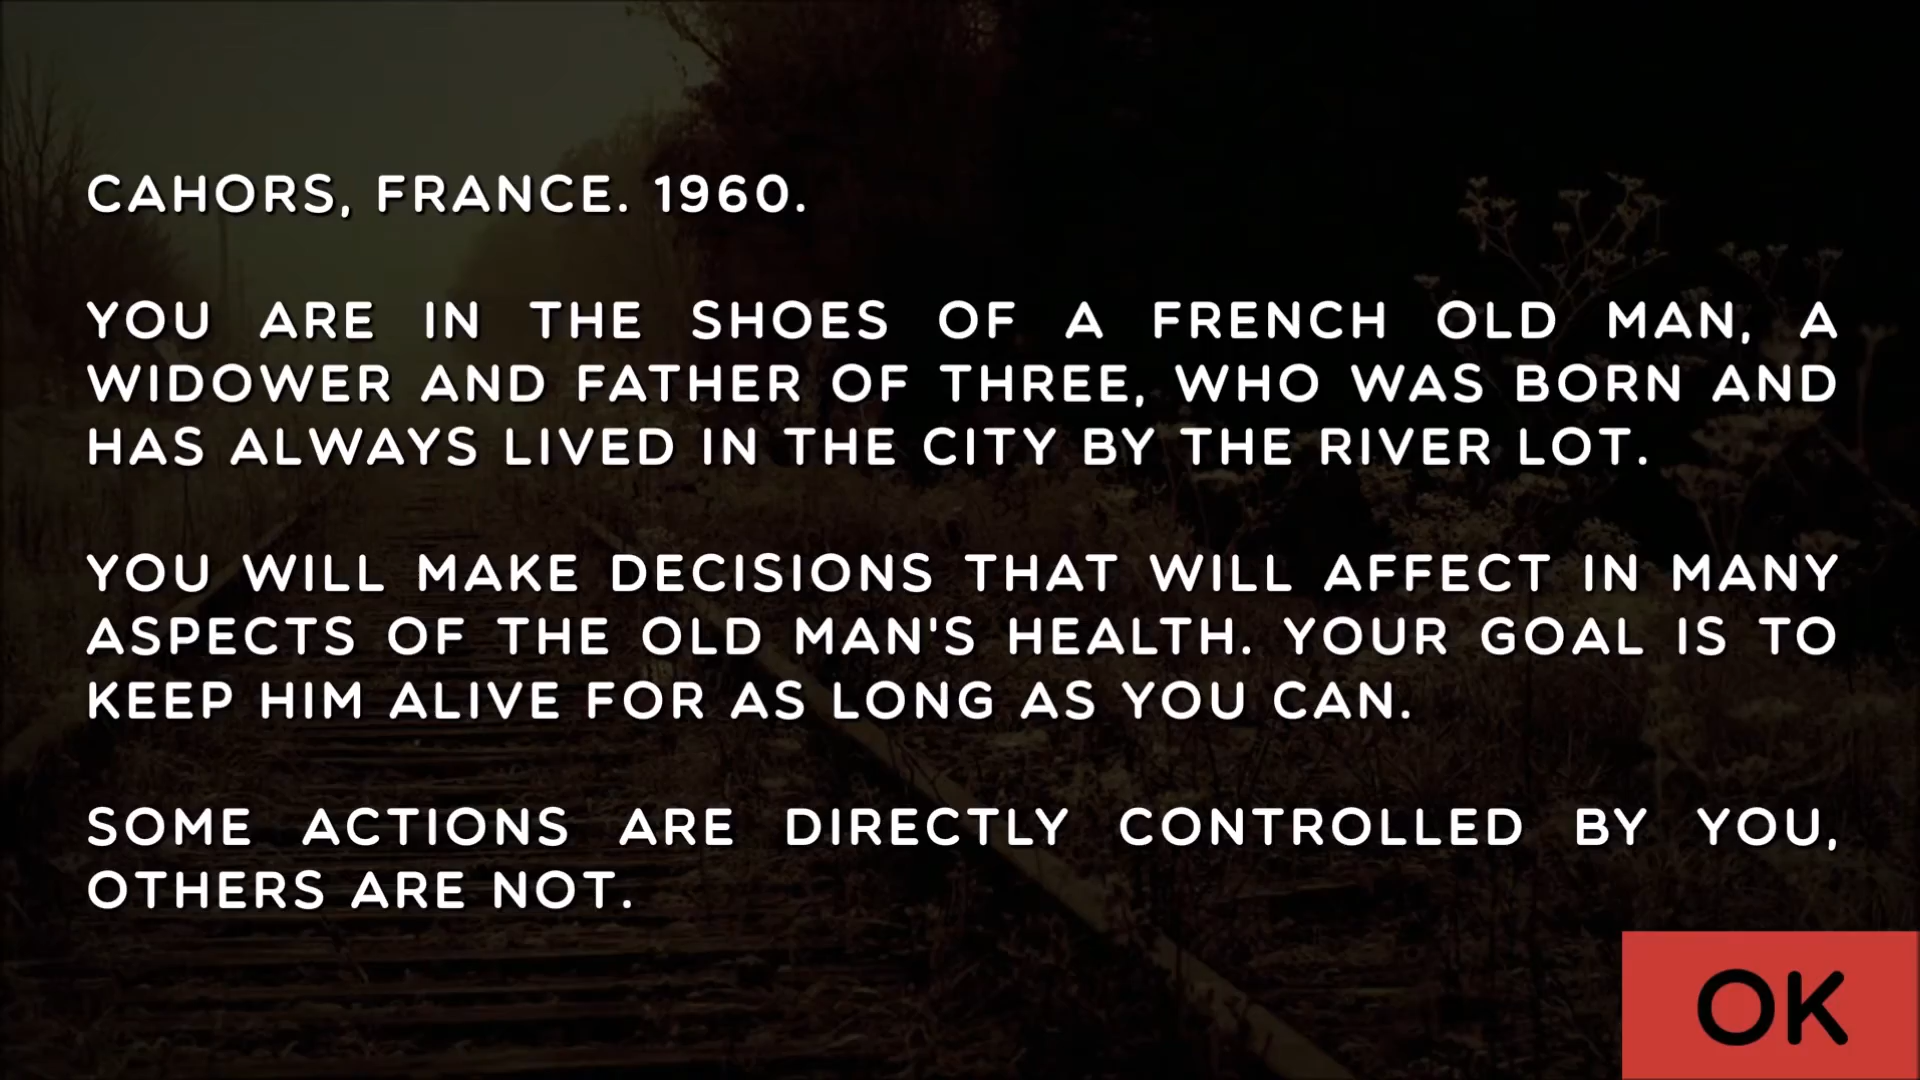 CAHORS, FRANCE. 1960.
YOU ARE IN THE SHOES OF A FRENCH OLD MAN, A
WIDOWER AND FATHER OF THREE, WHO WAS BORN AND
HAS ALWAYS LIVED IN THE CITY BY THE RIVER LOT.
YOU WILL MAKE DECISIONS THAT WILL AFFECT IN MANY
ASPECTS OF THE OLD MAN'S HEALTH. YOUR GOAL IS TO
KEEP HIM ALIVE FOR AS LONG AS YOU CAN.
SOME ACTIONS ARE DIRECTLY CONTROLLED BY YOU,
OTHERS ARE NOT.
OK